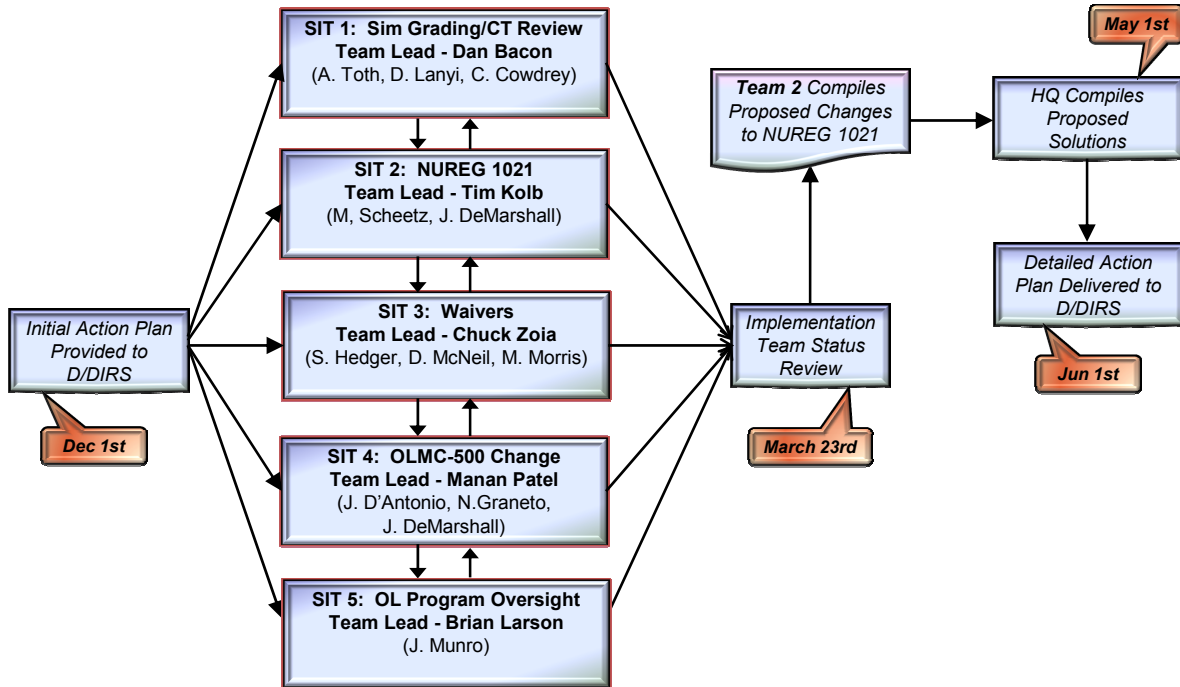 Initial Action Plan
Provided to
D/DIRS
Dec 1st
SIT 1:  Sim Grading/CT Review
Team Lead - Dan Bacon
(A. Toth, D. Lanyi, C. Cowdrey)
SIT 2:  NUREG 1021
Team Lead - Tim Kolb
(M, Scheetz, J. DeMarshall)
SIT 3:  Waivers
Team Lead - Chuck Zoia
(S. Hedger, D. McNeil, M. Morris)
SIT 4:  OLMC-500 Change
Team Lead - Manan Patel
(J. D'Antonio, N.Graneto,
J. DeMarshall)
SIT 5:  OL Program Oversight
Team Lead - Brian Larson
(J. Munro)
Implementation
Team Status
Review
March 23rd
Team 2 Compiles
Proposed Changes
to NUREG 1021
May 1st
HQ Compiles
Proposed
Solutions
Detailed Action
Plan Delivered to
D/DIRS
Jun 1st